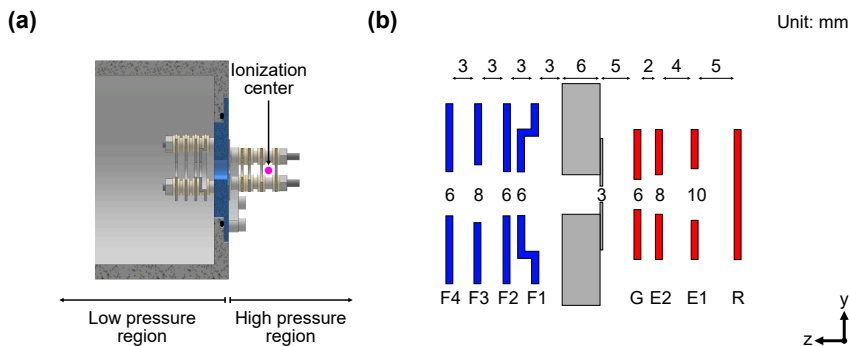 (a)
Ionization
center
Low pressure
region
High pressure
region
(b)
Unit: mm
3 3 3 3 6 5 2 4 5
6 8 6 6 3 6 8 10
F4 F3 F2 F1 G E2 E1 R
y
z